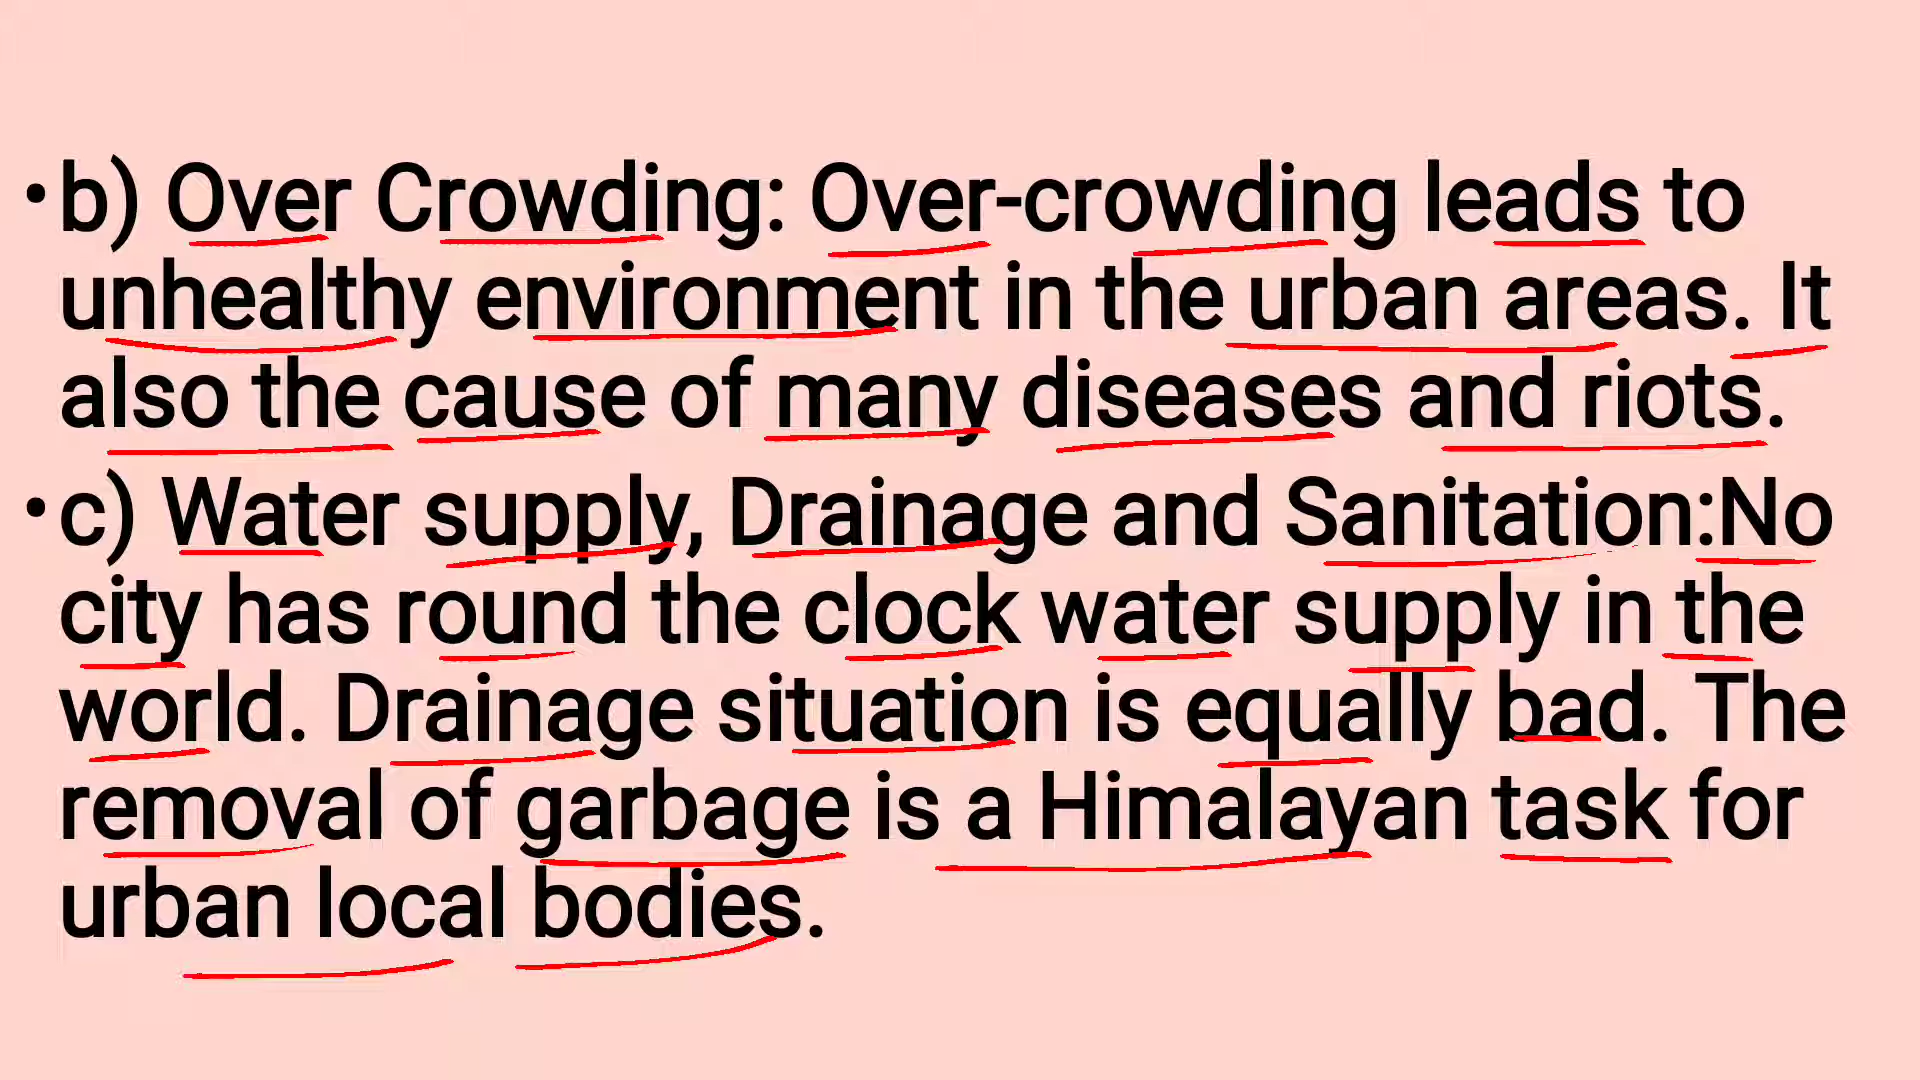 • b) Over Crowding: Over-crowding leads to
unhealthy environment in the urban areas. It
also the cause of many diseases and riots.
• c) Water supply, Drainage and Sanitation:No
city has round the clock water supply in the
world. Drainage situation is equally bad. The
removal of garbage is a Himalayan task for
urban local bodies.